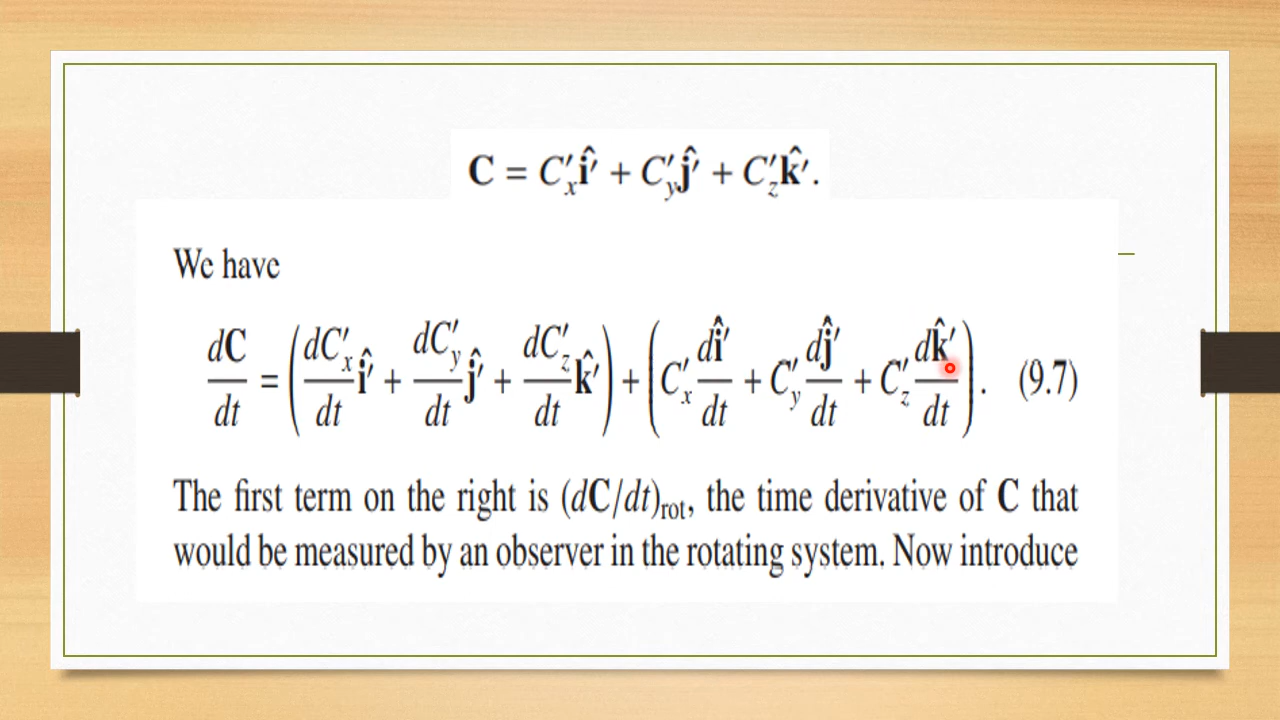 C = C′ₓî′ + C′ᵧĵ′ + C′_z k̂′.
We have
dC/dt = (dC′ₓ/dt î′ + dC′ᵧ/dt ĵ′ + dC′_z/dt k̂′) + (C′ₓ dî′/dt + C′ᵧ dĵ′/dt + C′_z dk̂′/dt). (9.7)
The first term on the right is (dC/dt)rot, the time derivative of C that
would be measured by an observer in the rotating system. Now introduce